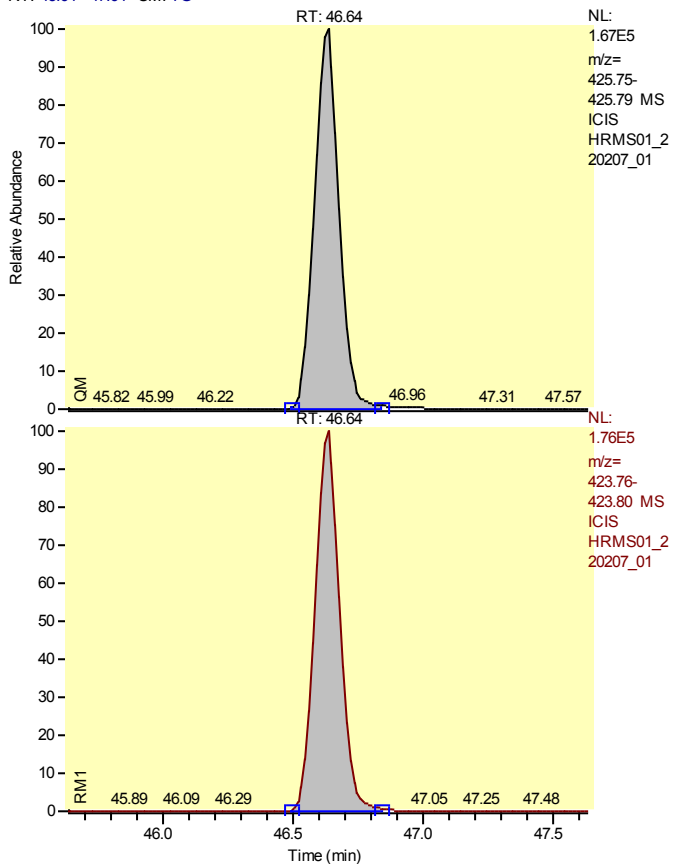 RT: 46.64
NL:
1.67E5
m/z=
425.75-
425.79 MS
ICIS
HRMS01_2
20207_01
100
90
80
70
60
50
40
30
20
10
0
Relative Abundance
QM
45.82 45.99 46.22 46.96 47.31 47.57
RT: 46.64
NL:
1.76E5
m/z=
423.76-
423.80 MS
ICIS
HRMS01_2
20207_01
100
90
80
70
60
50
40
30
20
10
0
RM1
45.89 46.09 46.29 47.05 47.25 47.48
46.0 46.5 47.0 47.5
Time (min)